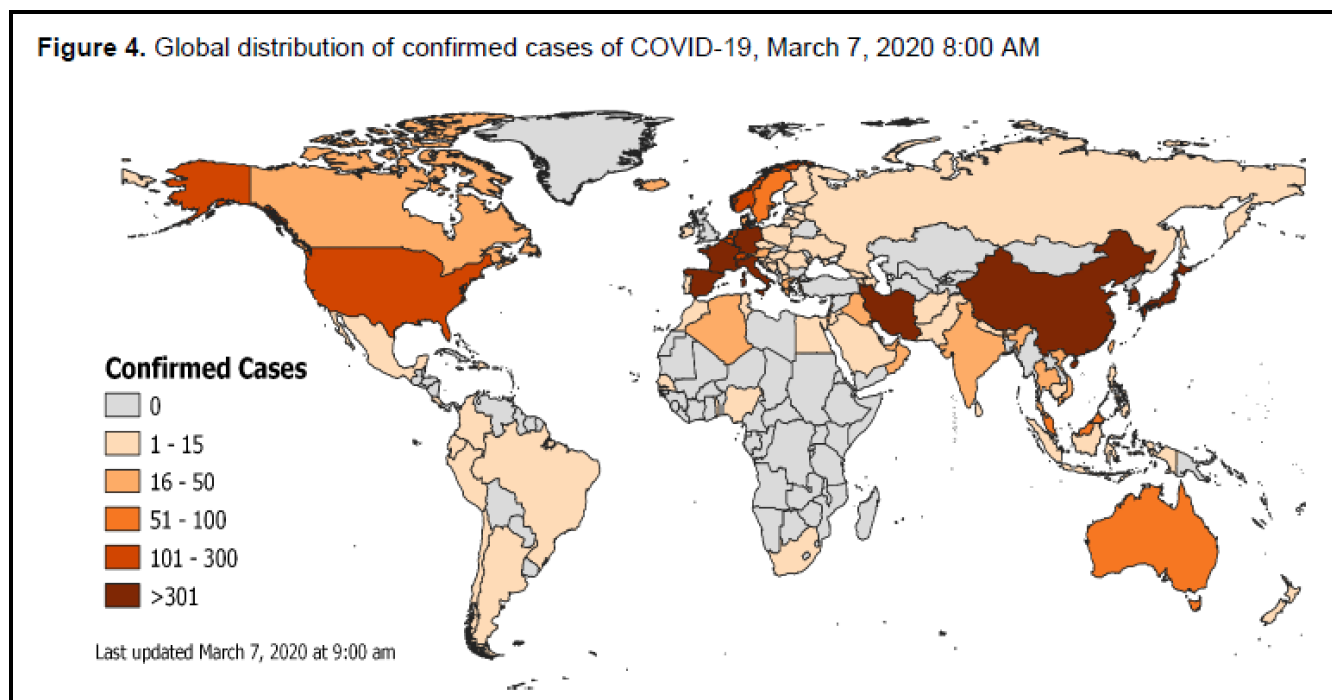 Figure 4. Global distribution of confirmed cases of COVID-19, March 7, 2020 8:00 AM
Confirmed Cases
0
1 - 15
16 - 50
51 - 100
101 - 300
>301
Last updated March 7, 2020 at 9:00 am